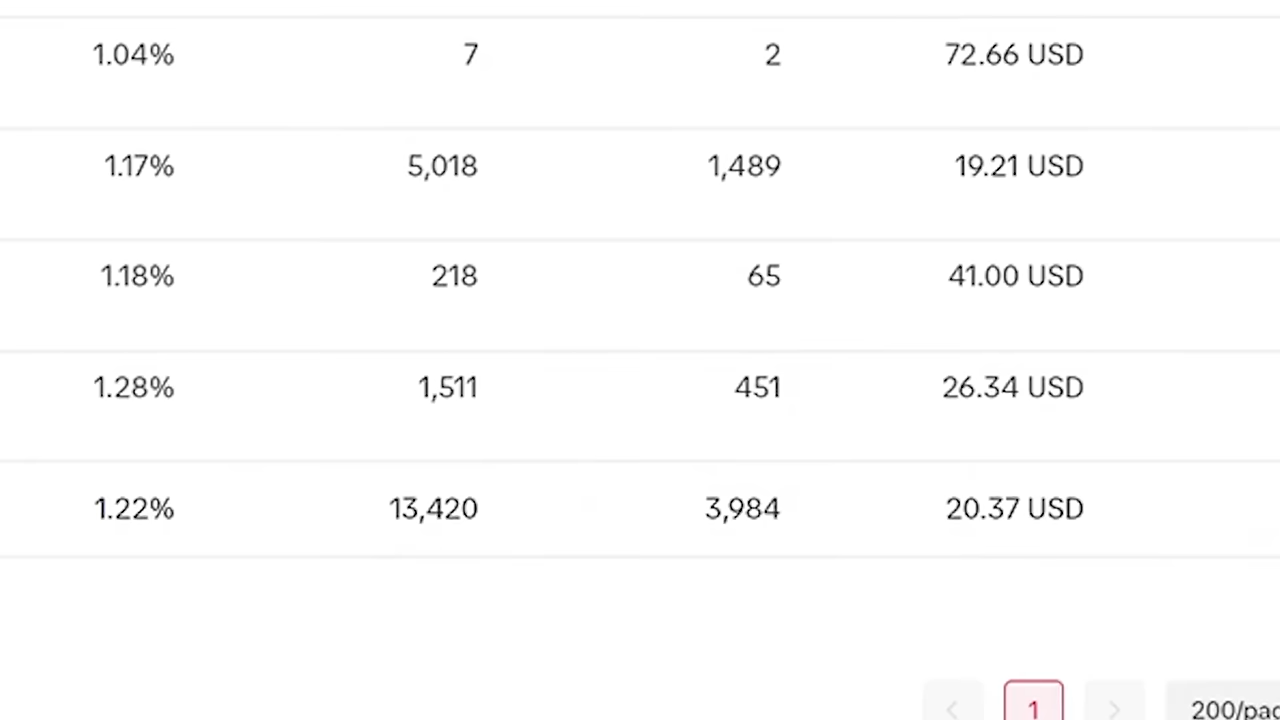 1.04% 7 2 72.66 USD
1.17% 5,018 1,489 19.21 USD
1.18% 218 65 41.00 USD
1.28% 1,511 451 26.34 USD
1.22% 13,420 3,984 20.37 USD
1 200/pag